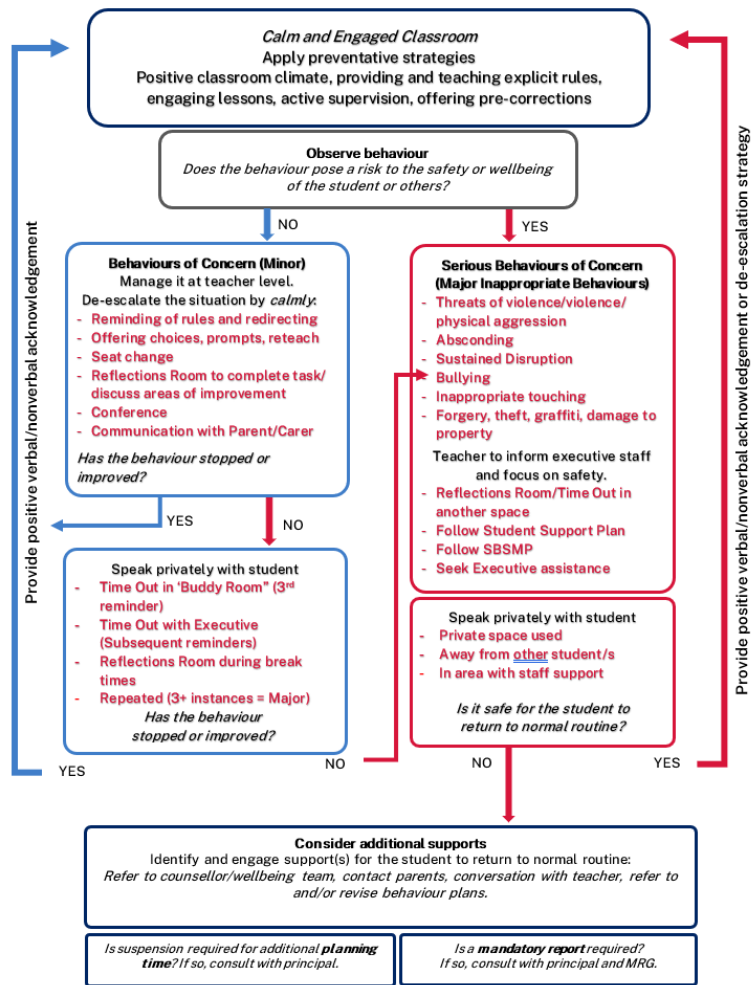 Calm and Engaged Classroom
Apply preventative strategies
Positive classroom climate, providing and teaching explicit rules,
engaging lessons, active supervision, offering pre-corrections
Observe behaviour
Does the behaviour pose a risk to the safety or wellbeing
of the student or others?
NO
YES
Behaviours of Concern (Minor)
Manage it at teacher level.
De-escalate the situation by calmly:
- Reminding of rules and redirecting
- Offering choices, prompts, reteach
- Seat change
- Reflections Room to complete task/
discuss areas of improvement
- Conference
- Communication with Parent/Carer
Has the behaviour stopped or
improved?
YES
NO
Speak privately with student
- Time Out in ‘Buddy Room” (3rd
reminder)
- Time Out with Executive
(Subsequent reminders)
- Reflections Room during break
times
- Repeated (3+ instances = Major)
Has the behaviour
stopped or improved?
YES
NO
Provide positive verbal/nonverbal acknowledgement
Serious Behaviours of Concern
(Major Inappropriate Behaviours)
- Threats of violence/violence/
physical aggression
- Absconding
- Sustained Disruption
- Bullying
- Inappropriate touching
- Forgery, theft, graffiti, damage to
property
Teacher to inform executive staff
and focus on safety.
- Reflections Room/Time Out in
another space
- Follow Student Support Plan
- Follow SBSMP
- Seek Executive assistance
Speak privately with student
- Private space used
- Away from other student/s
- In area with staff support
Is it safe for the student to
return to normal routine?
NO
YES
Provide positive verbal/nonverbal acknowledgement or de-escalation strategy
Consider additional supports
Identify and engage support(s) for the student to return to normal routine:
Refer to counsellor/wellbeing team, contact parents, conversation with teacher, refer to
and/or revise behaviour plans.
Is suspension required for additional planning
time? If so, consult with principal.
Is a mandatory report required?
If so, consult with principal and MRG.